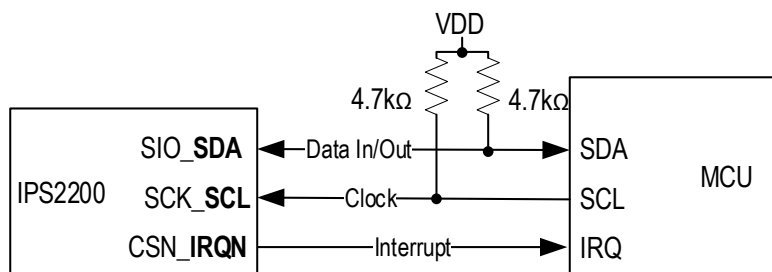 VDD
4.7kΩ 4.7kΩ
SIO_SDA Data In/Out SDA
IPS2200 SCK_SCL Clock SCL MCU
CSN_IRQN Interrupt IRQ